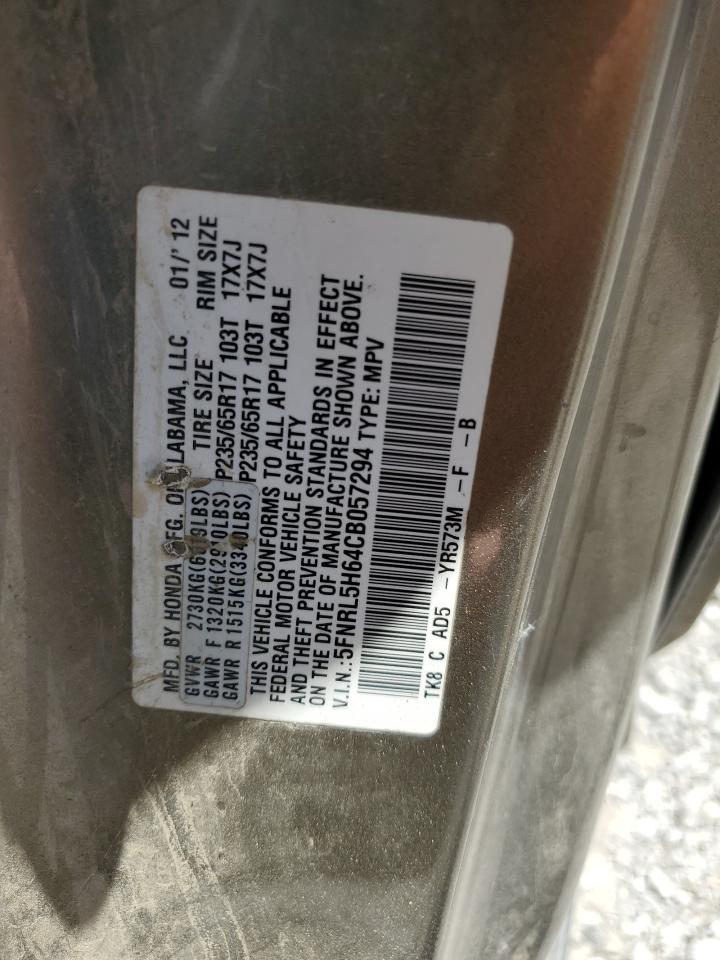 MFD. BY HONDA MFG. OF ALABAMA, LLC 01/'12
GVWR 2730KG(6019LBS) TIRE SIZE RIM SIZE
GAWR F 1320KG(2910LBS) P235/65R17 103T 17X7J
GAWR R 1515KG(3340LBS) P235/65R17 103T 17X7J
THIS VEHICLE CONFORMS TO ALL APPLICABLE
FEDERAL MOTOR VEHICLE SAFETY
AND THEFT PREVENTION STANDARDS IN EFFECT
ON THE DATE OF MANUFACTURE SHOWN ABOVE.
V.I.N.:5FNRL5H64CB057294 TYPE: MPV
TK8 C AD5 -YR573M -F -B